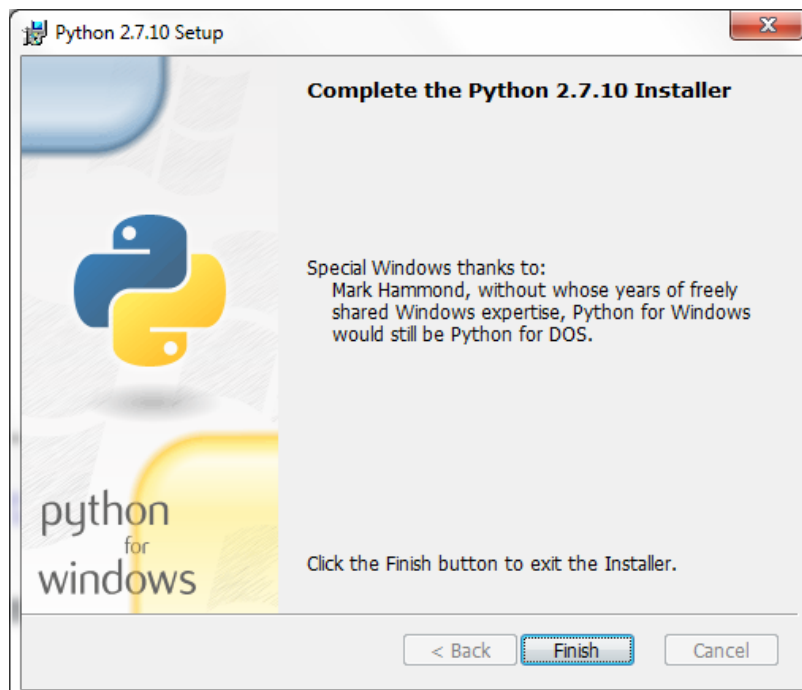 Python 2.7.10 Setup
Complete the Python 2.7.10 Installer
Special Windows thanks to:
Mark Hammond, without whose years of freely
shared Windows expertise, Python for Windows
would still be Python for DOS.
python
for
windows
Click the Finish button to exit the Installer.
< Back
Finish
Cancel